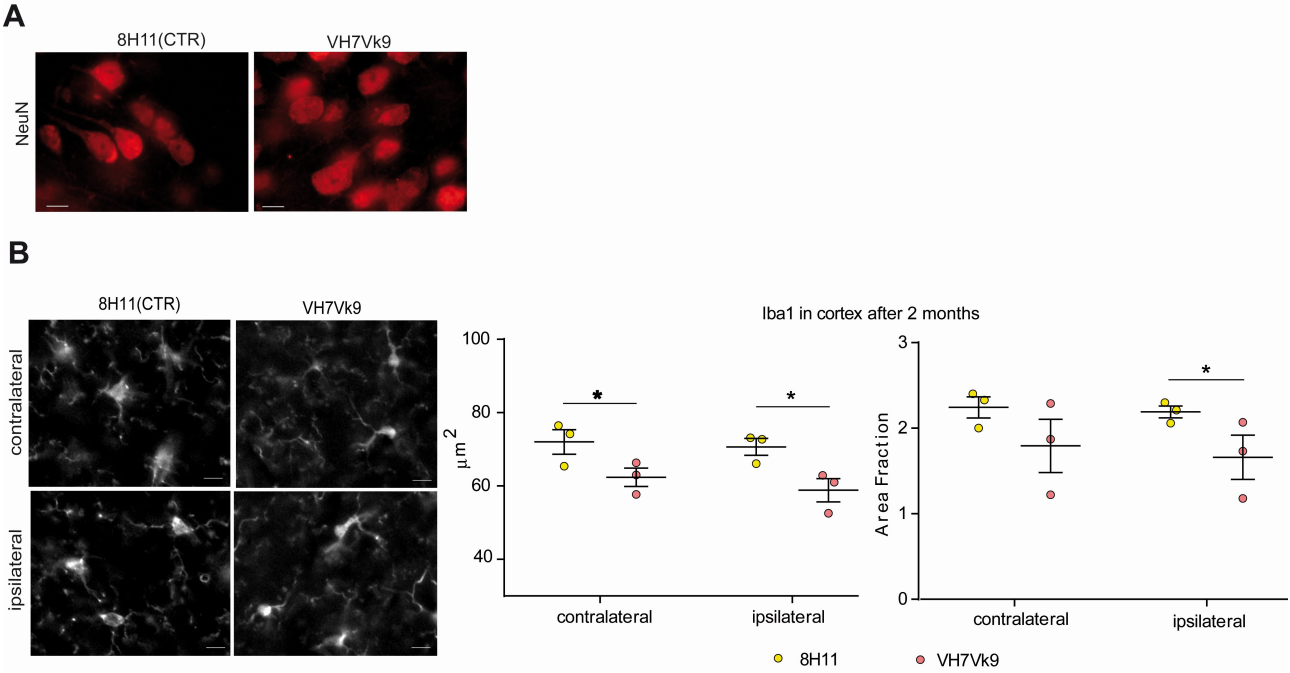 A
8H11(CTR)
VH7Vk9
NeuN
B
8H11(CTR)
VH7Vk9
contralateral
ipsilateral
Iba1 in cortex after 2 months
µm2
100
80
60
40
*
*
contralateral
ipsilateral
Area Fraction
3
2
1
0
*
contralateral
ipsilateral
8H11
VH7Vk9